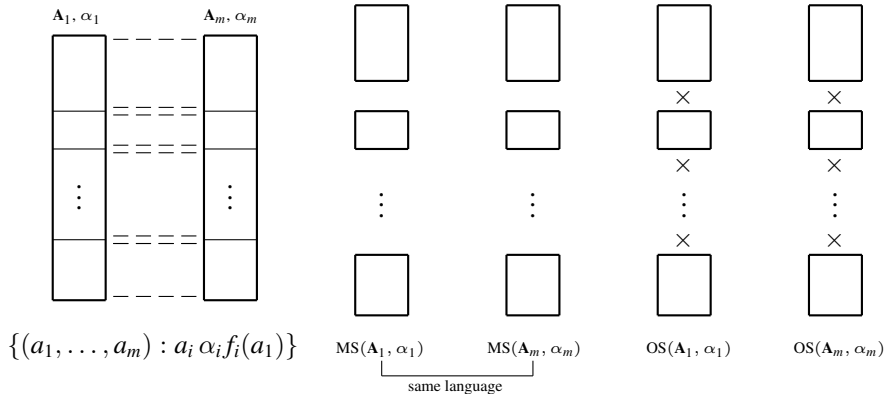 A₁, α₁
Aₘ, αₘ
{(a₁, . . . , aₘ) : aᵢ αᵢ fᵢ(a₁)}
MS(A₁, α₁)
MS(Aₘ, αₘ)
OS(A₁, α₁)
OS(Aₘ, αₘ)
same language